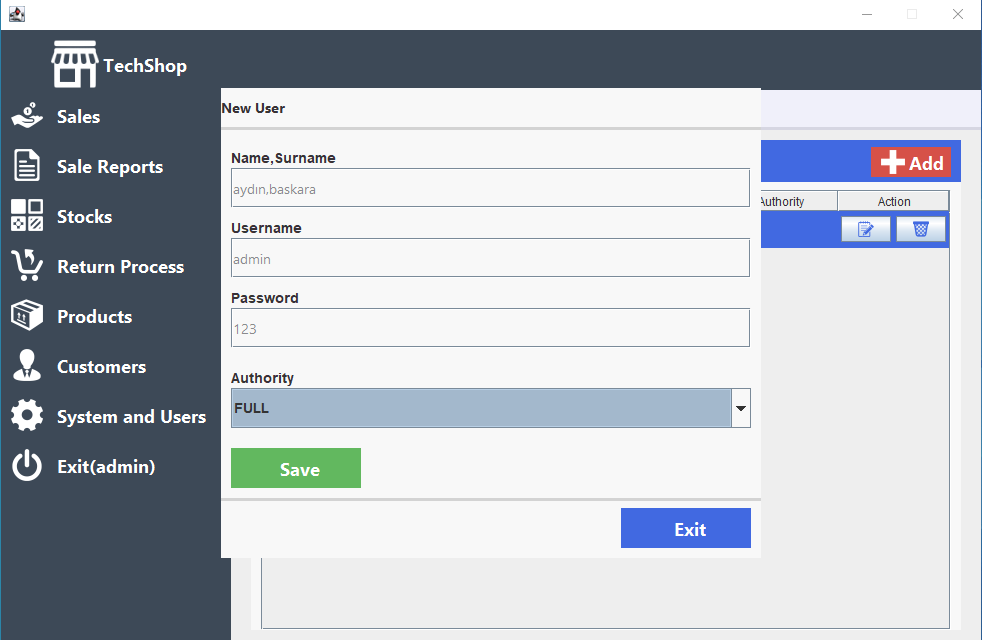 TechShop
Sales
Sale Reports
Stocks
Return Process
Products
Customers
System and Users
Exit(admin)
New User
Name,Surname
aydın,baskara
Username
admin
Password
123
Authority
FULL
Save
Exit
Add
Authority
Action